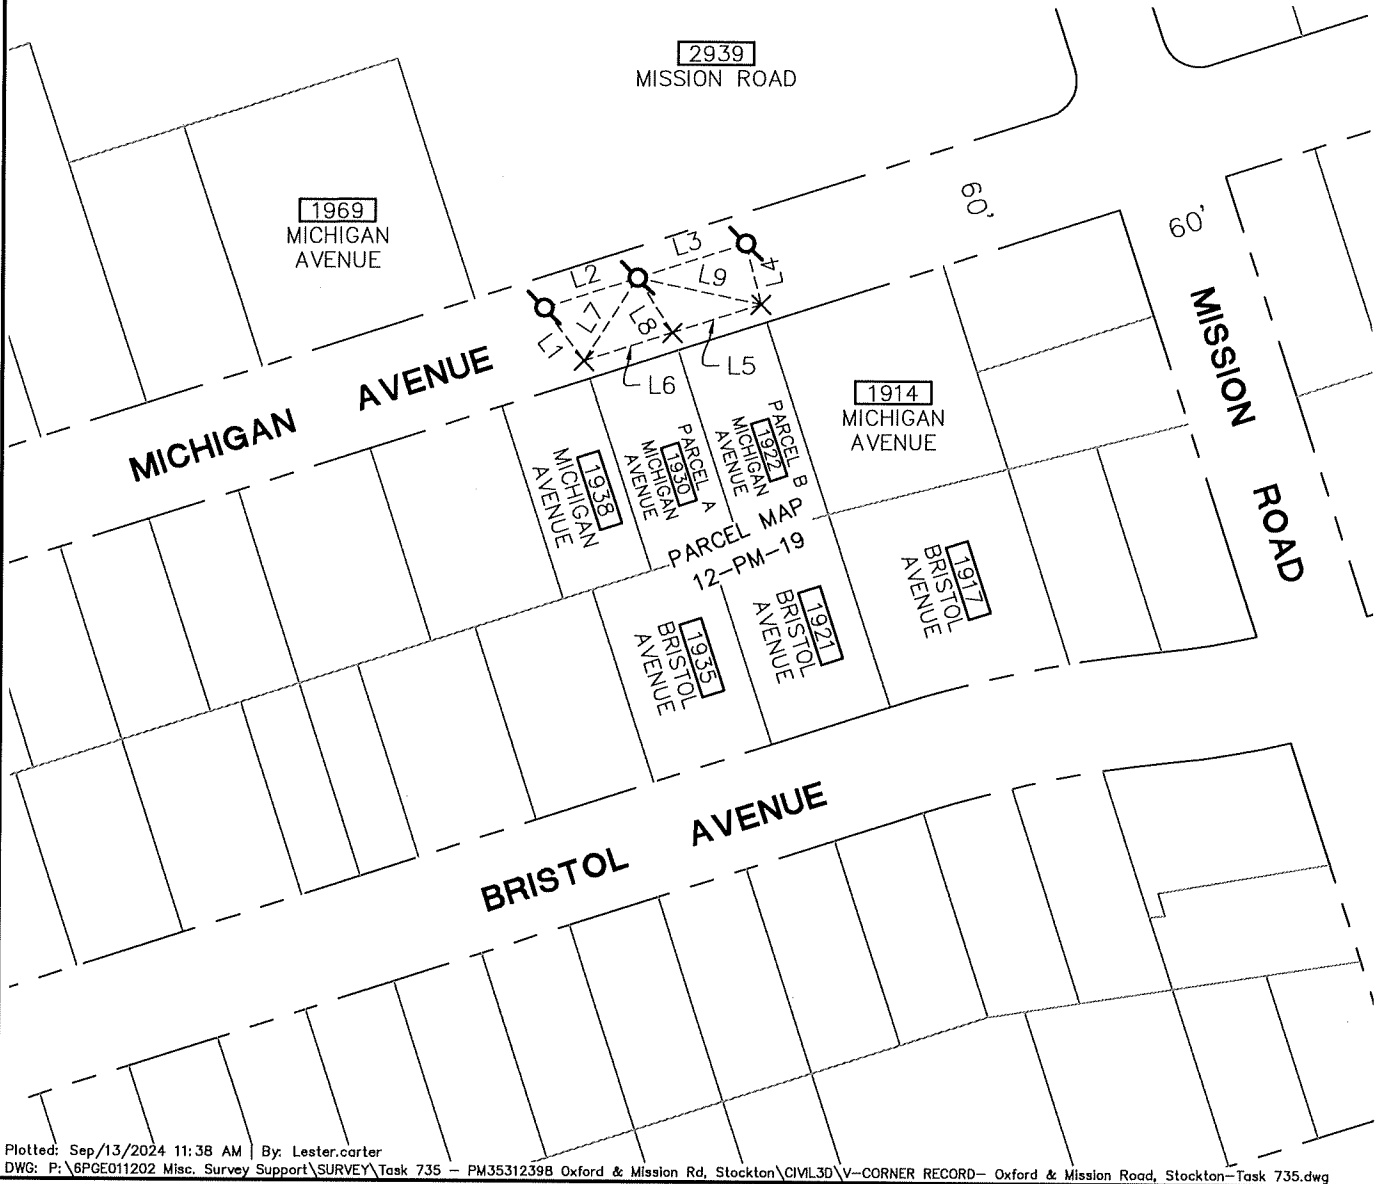 2939
MISSION ROAD
1969
MICHIGAN
AVENUE
60'
60'
L3
L2
L9
L4
L7
L8
L1
L5
L6
MICHIGAN AVENUE
MISSION ROAD
1914
MICHIGAN
AVENUE
PARCEL B
1922
MICHIGAN
AVENUE
PARCEL A
1930
MICHIGAN
AVENUE
1938
MICHIGAN
AVENUE
PARCEL MAP
12-PM-19
1917
BRISTOL
AVENUE
1921
BRISTOL
AVENUE
1935
BRISTOL
AVENUE
BRISTOL AVENUE
Plotted: Sep/13/2024 11:38 AM | By: Lester.carter
DWG: P:\6PGE011202 Misc. Survey Support\SURVEY\Task 735 - PM35312398 Oxford & Mission Rd, Stockton\CIVIL3D\V-CORNER RECORD- Oxford & Mission Road, Stockton-Task 735.dwg